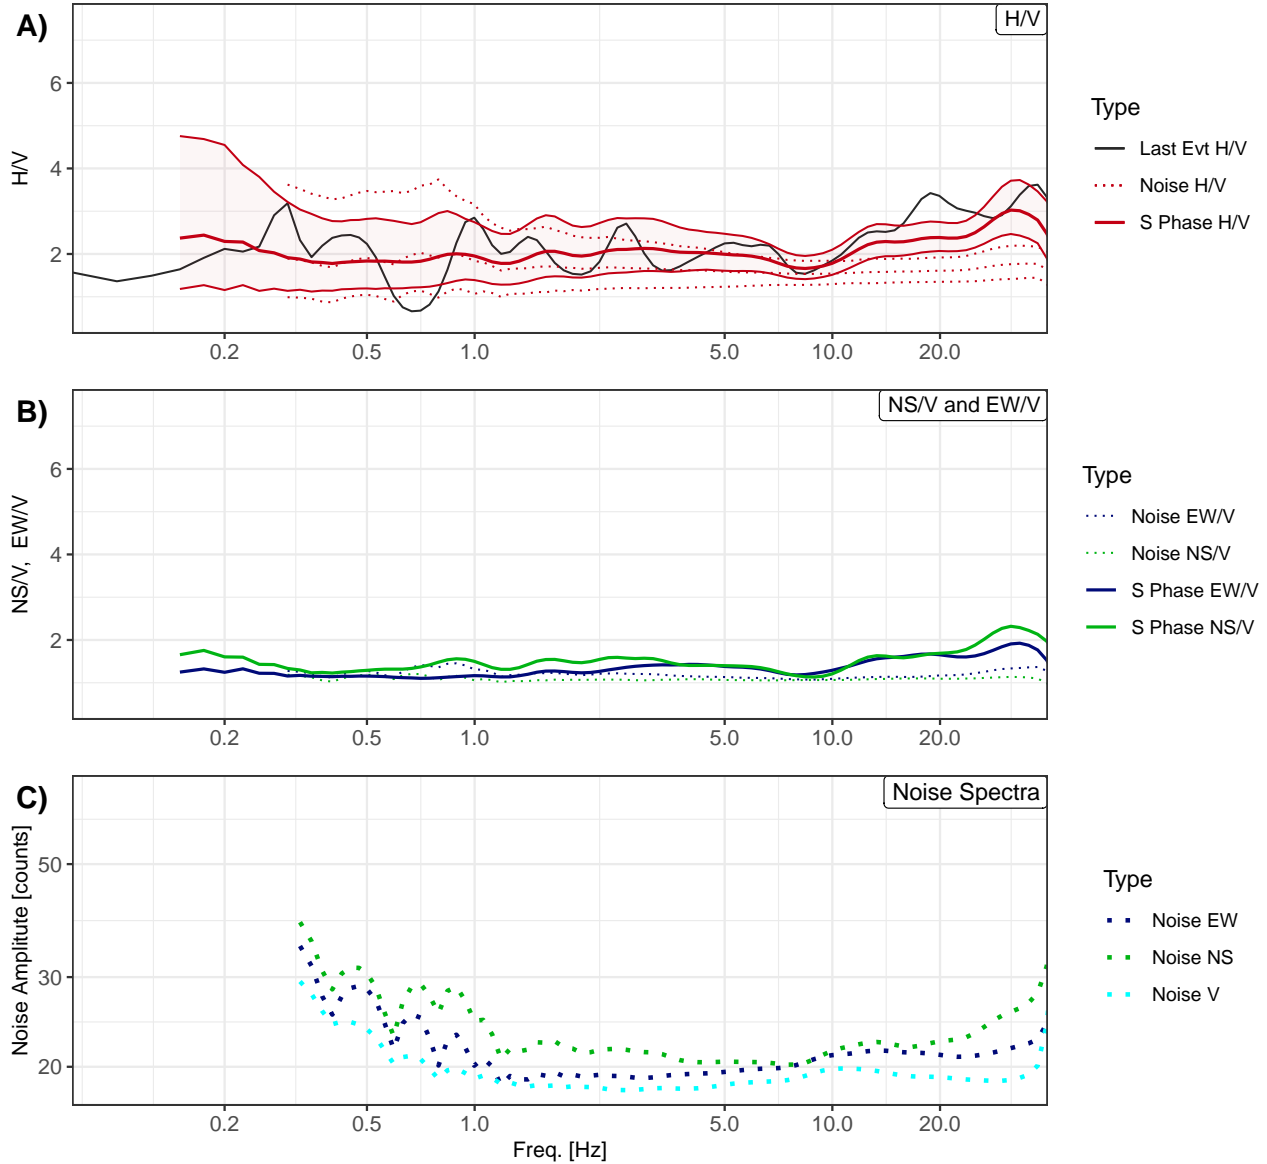 A)
H/V
6
4
2
H/V
0.2 0.5 1.0 5.0 10.0 20.0
Type
Last Evt H/V
Noise H/V
S Phase H/V
B)
NS/V and EW/V
6
4
2
NS/V,  EW/V
0.2 0.5 1.0 5.0 10.0 20.0
Type
Noise EW/V
Noise NS/V
S Phase EW/V
S Phase NS/V
C)
Noise Spectra
50
30
20
Noise Amplitute [counts]
0.2 0.5 1.0 5.0 10.0 20.0
Freq. [Hz]
Type
Noise EW
Noise NS
Noise V